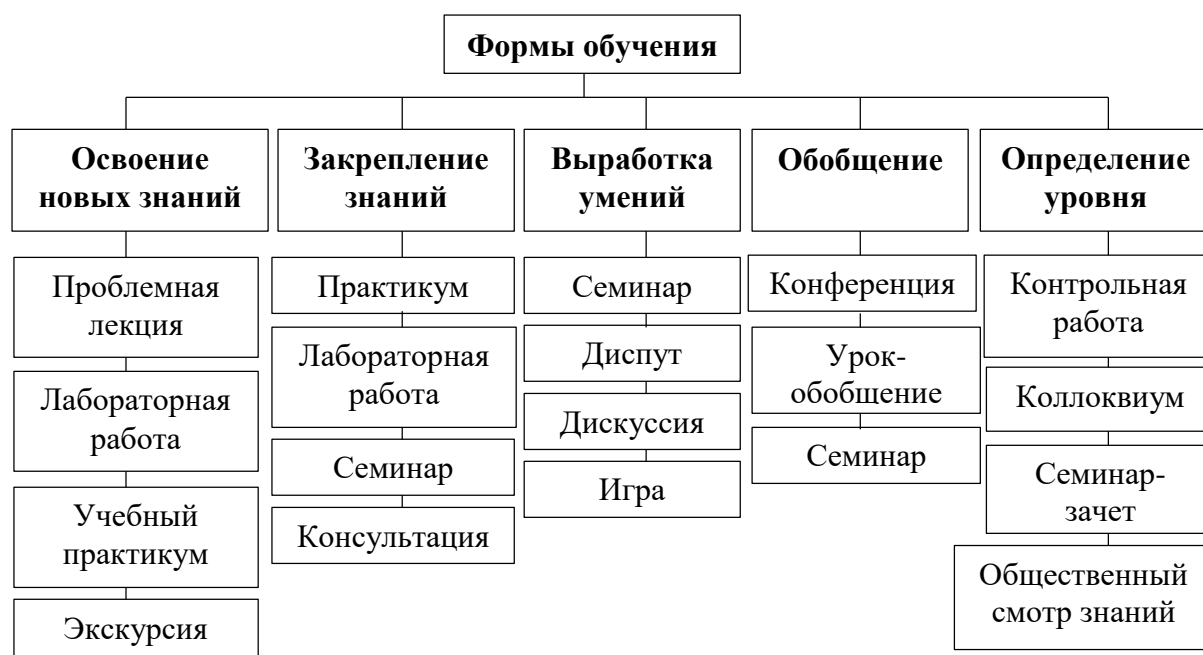 Формы обучения
Освоение
новых знаний
Проблемная
лекция
Лабораторная
работа
Учебный
практикум
Экскурсия
Закрепление
знаний
Практикум
Лабораторная
работа
Семинар
Консультация
Выработка
умений
Семинар
Диспут
Дискуссия
Игра
Обобщение
Конференция
Урок-
обобщение
Семинар
Определение
уровня
Контрольная
работа
Коллоквиум
Семинар-
зачет
Общественный
смотр знаний